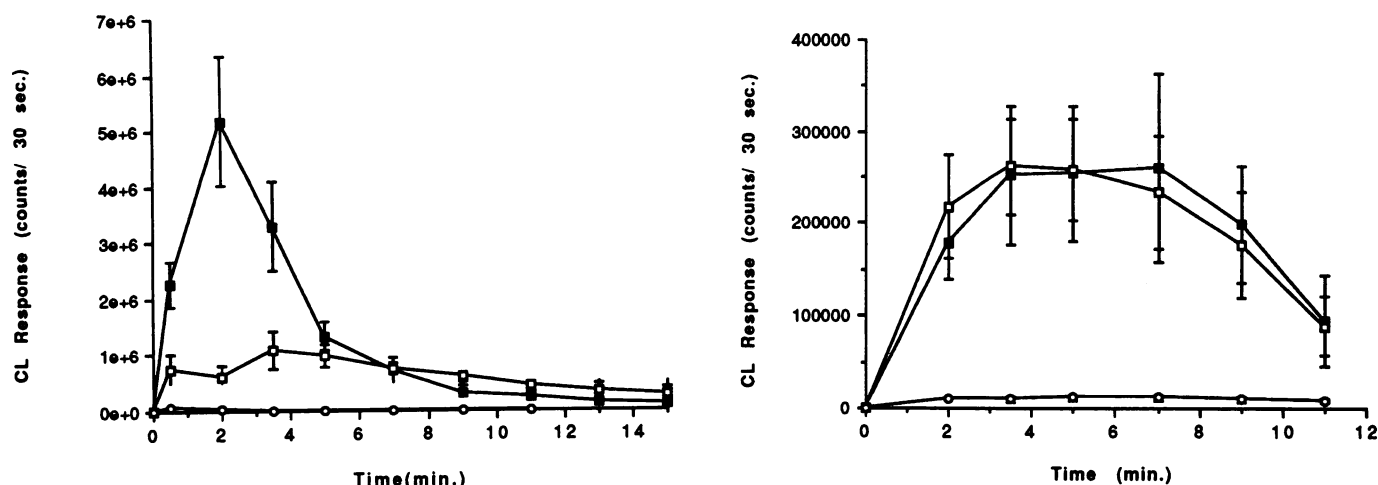 CL Response (counts/ 30 sec.)
7e+6
6e+6
5e+6
4e+6
3e+6
2e+6
1e+6
0e+0
0 2 4 6 8 10 12 14
Time(min.)
CL Response (counts/ 30 sec.)
400000
300000
200000
100000
0
0 2 4 6 8 10 12
Time (min.)